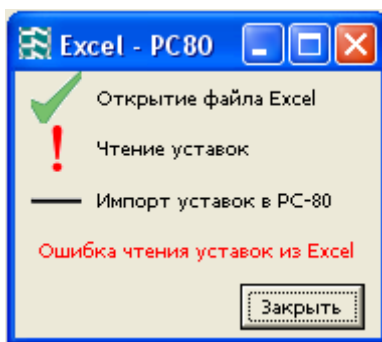 Excel - PC80
Открытие файла Excel
Чтение уставок
Импорт уставок в РС-80
Ошибка чтения уставок из Excel
Закрыть